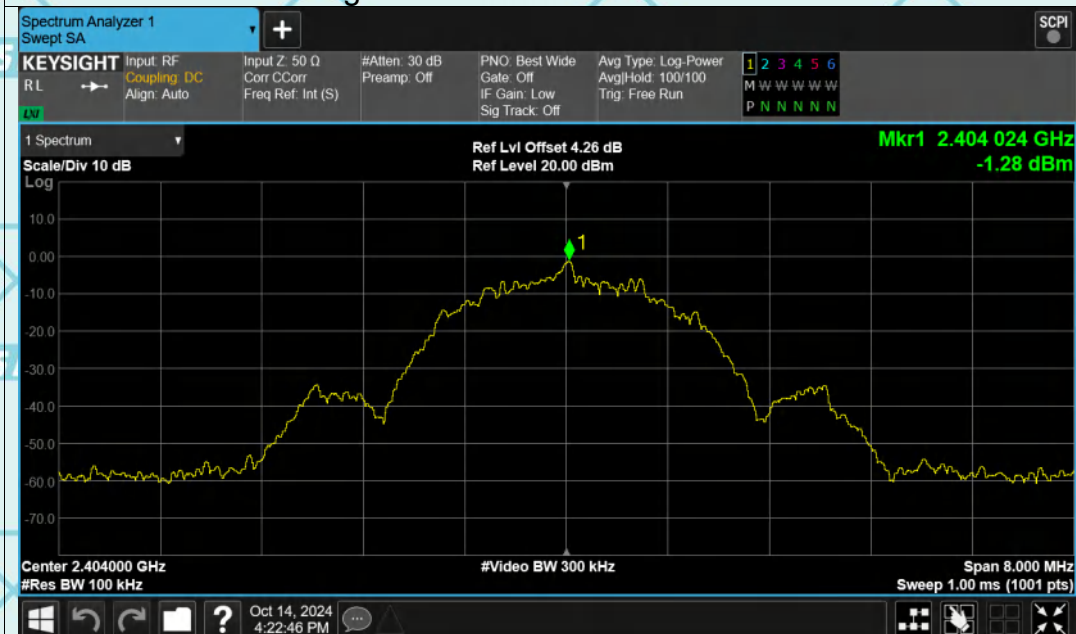 Spectrum Analyzer 1
Swept SA
+
SCPI
KEYSIGHT
RL
LXI
Input: RF
Coupling: DC
Align: Auto
Input Z: 50 Ω
Corr CCorr
Freq Ref: Int (S)
#Atten: 30 dB
Preamp: Off
PNO: Best Wide
Gate: Off
IF Gain: Low
Sig Track: Off
Avg Type: Log-Power
Avg|Hold: 100/100
Trig: Free Run
1 2 3 4 5 6
M W W W W W
P N N N N N
1 Spectrum
Scale/Div 10 dB
Log
Ref Lvl Offset 4.26 dB
Ref Level 20.00 dBm
Mkr1 2.404 024 GHz
-1.28 dBm
1
10.0
0.00
-10.0
-20.0
-30.0
-40.0
-50.0
-60.0
-70.0
Center 2.404000 GHz
#Res BW 100 kHz
#Video BW 300 kHz
Span 8.000 MHz
Sweep 1.00 ms (1001 pts)
?
Oct 14, 2024
4:22:46 PM